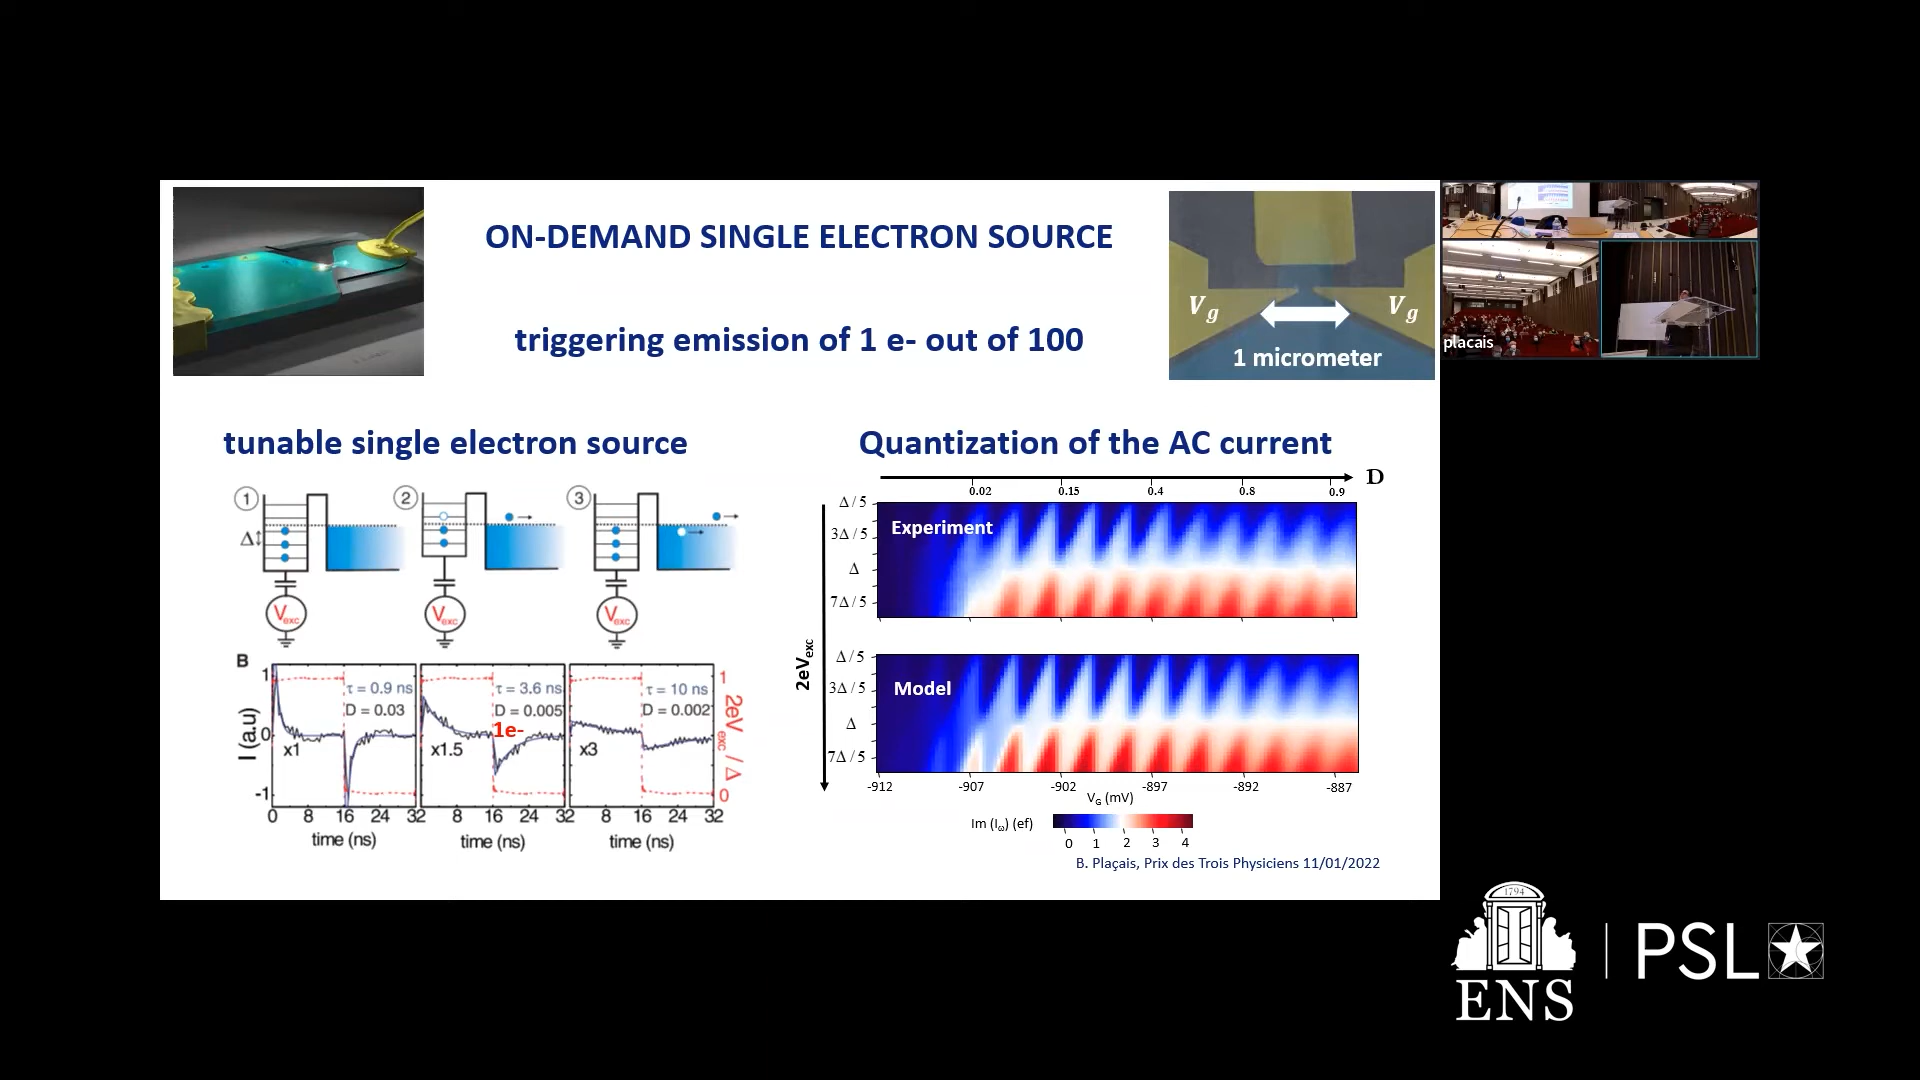 ON-DEMAND SINGLE ELECTRON SOURCE
triggering emission of 1 e- out of 100
Vg
Vg
1 micrometer
placais
tunable single electron source
1
2
3
Δ
Vexc
Vexc
Vexc
B
I (a.u)
1
0
-1
τ = 0.9 ns
D = 0.03
x1
τ = 3.6 ns
D = 0.005
1e-
x1.5
τ = 10 ns
D = 0.002
x3
1
0
2eVexc / Δ
0 8 16 24 32 8 16 24 32 8 16 24 32
time (ns)
time (ns)
time (ns)
Quantization of the AC current
D
0.02 0.15 0.4 0.8 0.9
2eVexc
Δ / 5
3Δ / 5
Δ
7Δ / 5
Experiment
Δ / 5
3Δ / 5
Δ
7Δ / 5
Model
-912 -907 -902 -897 -892 -887
VG (mV)
Im (Iω) (ef)
0 1 2 3 4
B. Plaçais, Prix des Trois Physiciens 11/01/2022
1794
ENS
PSL